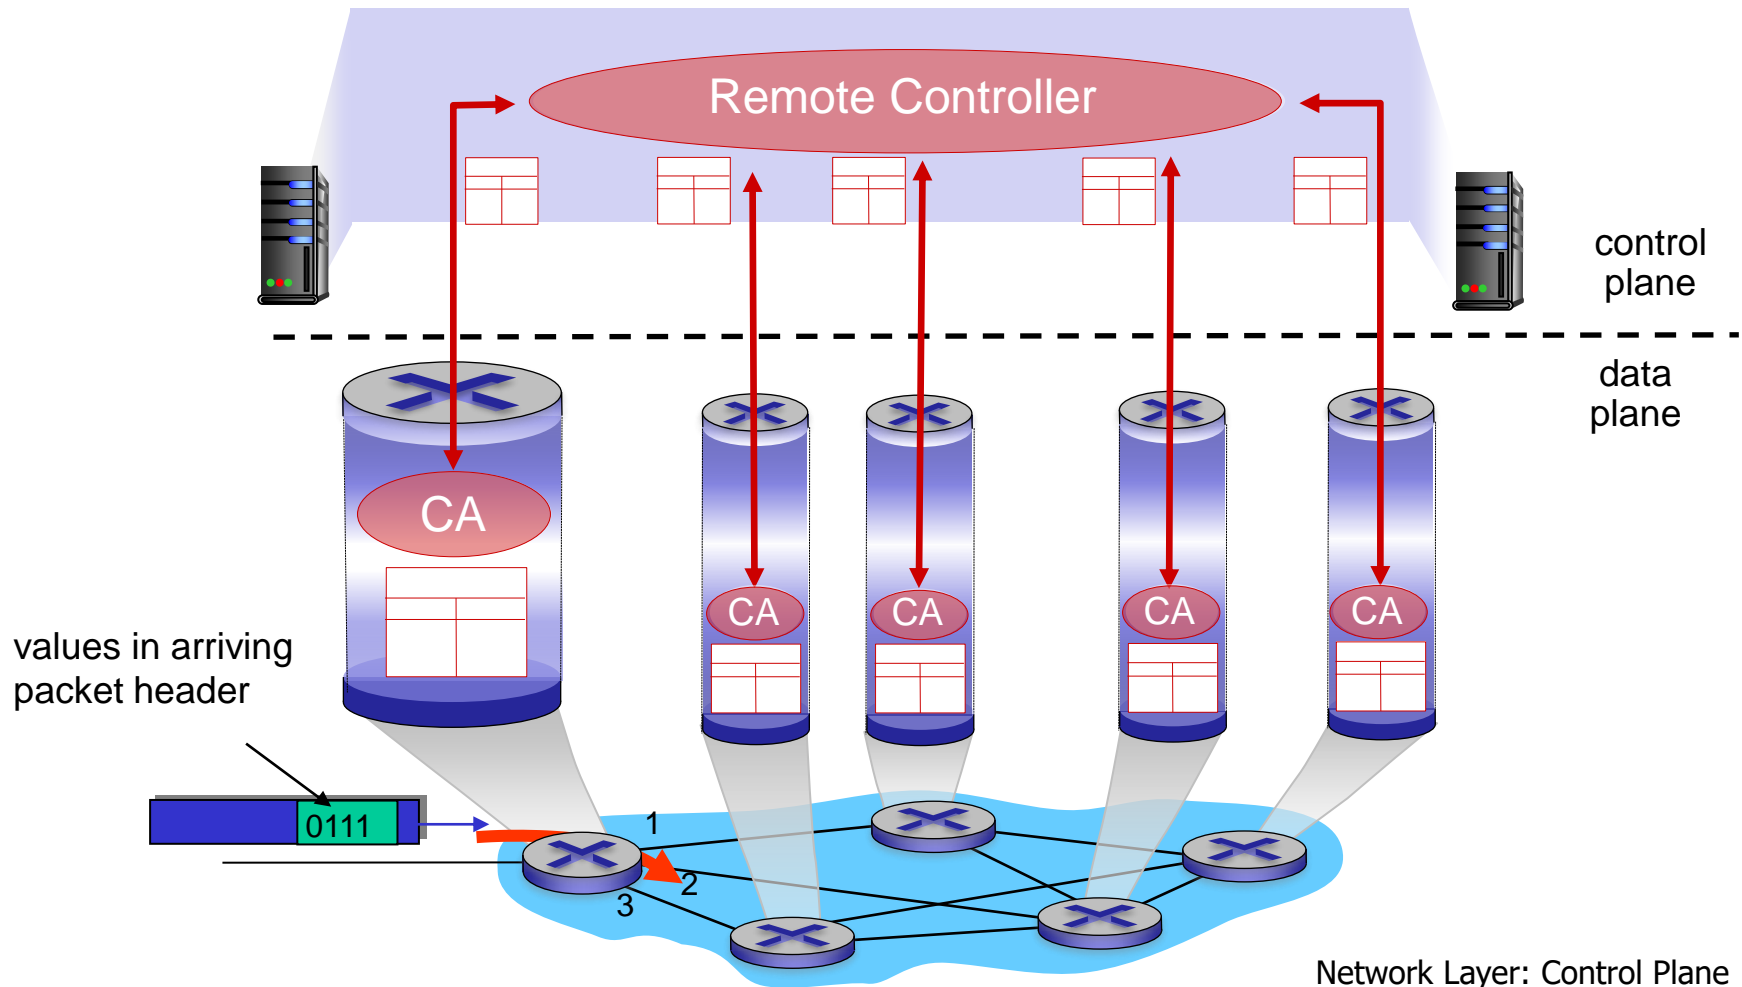 Remote Controller
control
plane
data
plane
CA
CA
CA
CA
CA
values in arriving
packet header
0111
1
2
3
Network Layer: Control Plane